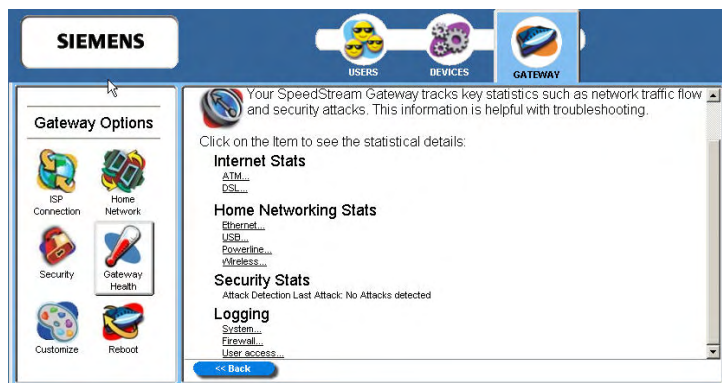 SIEMENS
USERS
DEVICES
GATEWAY
Gateway Options
ISP
Connection
Home
Network
Security
Gateway
Health
Customize
Reboot
Your SpeedStream Gateway tracks key statistics such as network traffic flow
and security attacks. This information is helpful with troubleshooting.
Click on the Item to see the statistical details:
Internet Stats
ATM...
DSL...
Home Networking Stats
Ethernet...
USB...
Powerline...
Wireless...
Security Stats
Attack Detection Last Attack: No Attacks detected
Logging
System...
Firewall...
User access...
<< Back